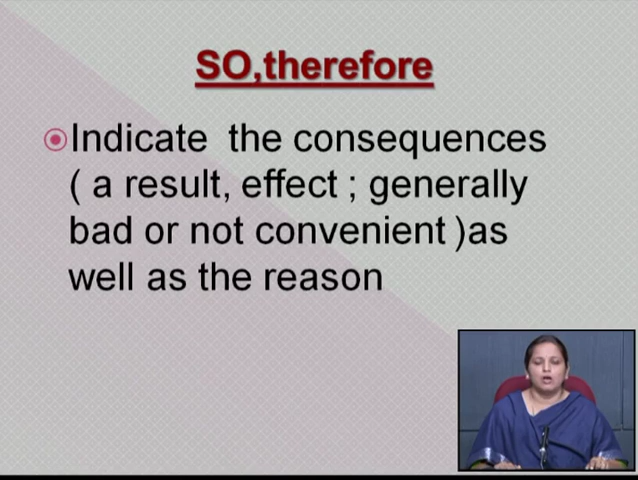 SO,therefore
Indicate the consequences
( a result, effect ; generally
bad or not convenient )as
well as the reason